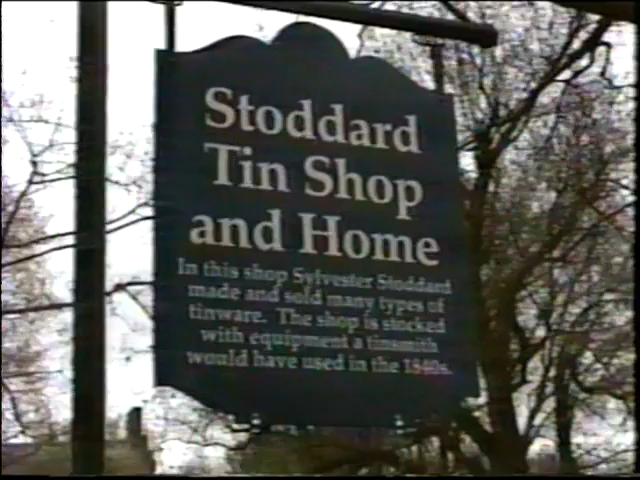 Stoddard
Tin Shop
and Home
In this shop Sylvester Stoddard
made and sold many types of
tinware. The shop is stocked
with equipment a tinsmith
would have used in the 1840s.